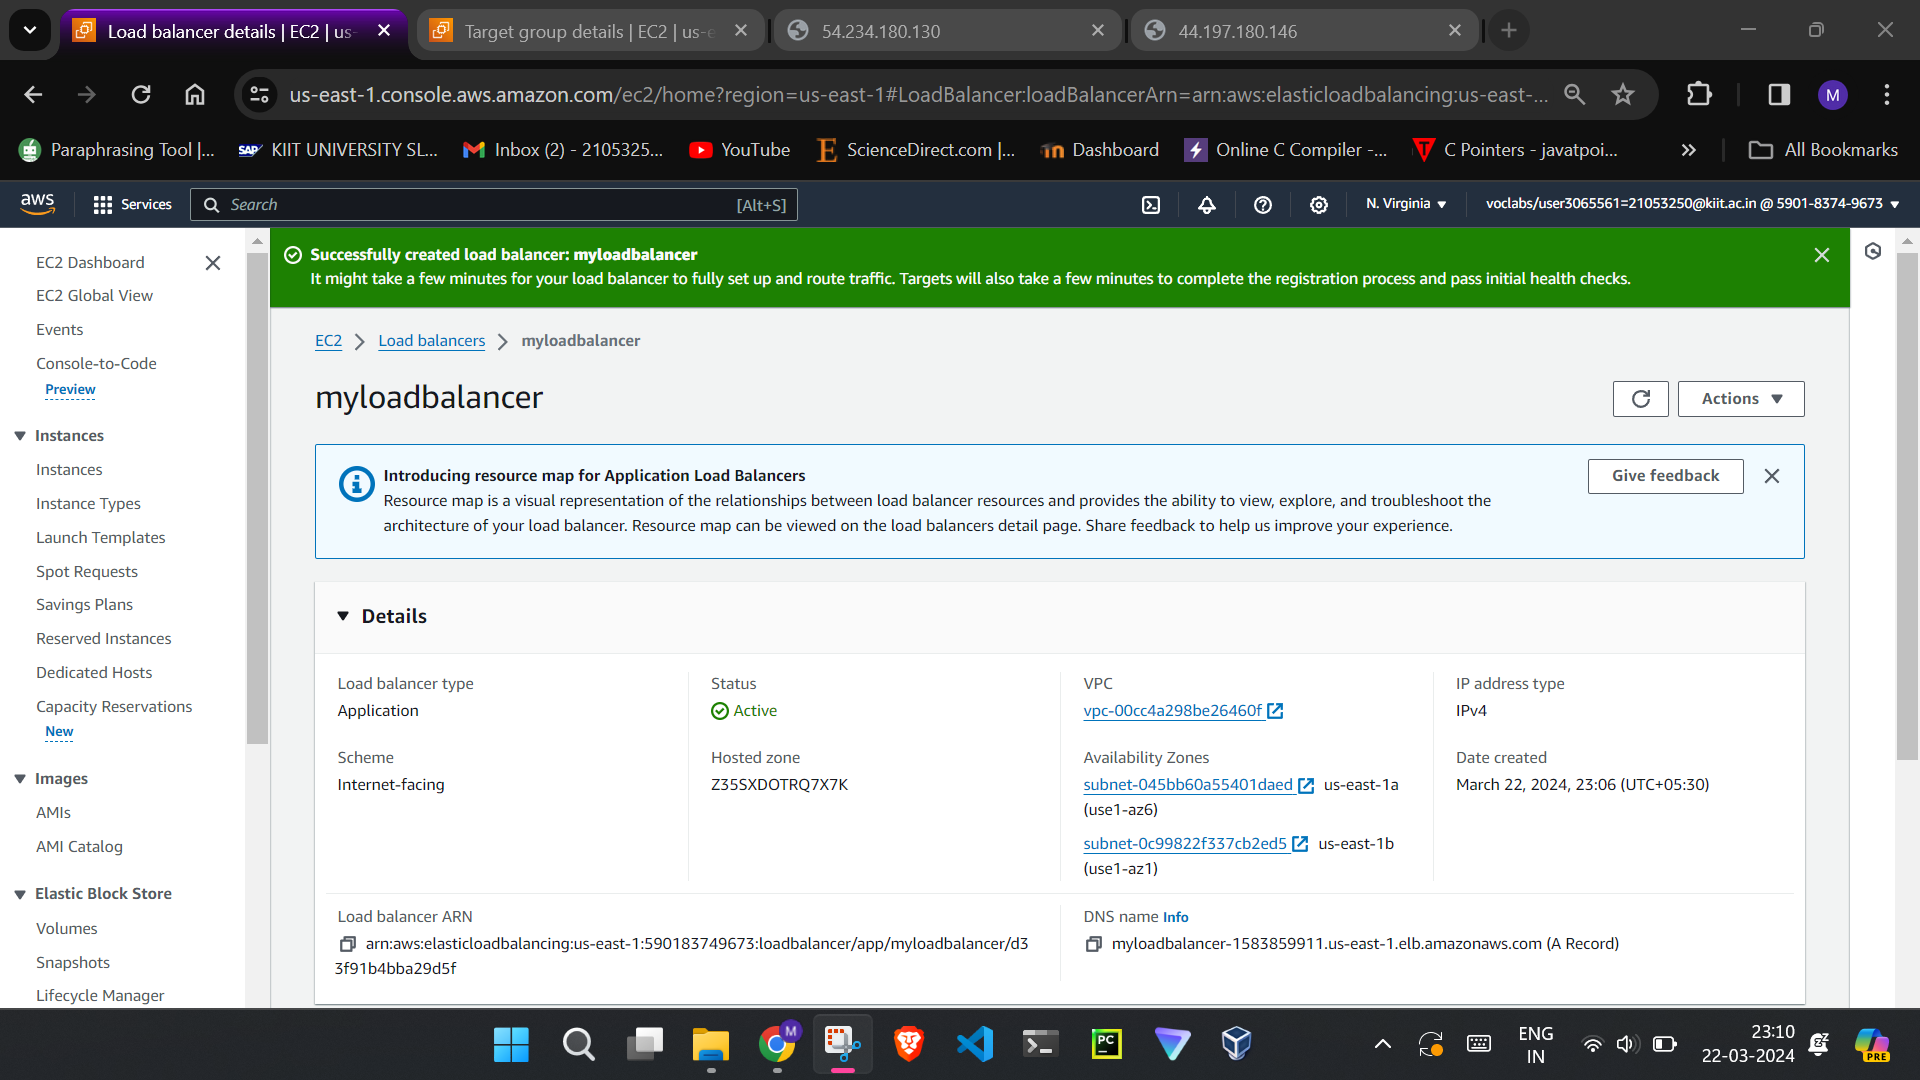 Load balancer details | EC2 | us-
Target group details | EC2 | us-e
54.234.180.130
44.197.180.146
us-east-1.console.aws.amazon.com/ec2/home?region=us-east-1#LoadBalancer:loadBalancerArn=arn:aws:elasticloadbalancing:us-east-...
M
Paraphrasing Tool |...
SAP
KIIT UNIVERSITY SL...
Inbox (2) - 2105325...
YouTube
ScienceDirect.com |...
Dashboard
Online C Compiler -...
C Pointers - javatpoi...
All Bookmarks
aws
Services
Search
[Alt+S]
N. Virginia
voclabs/user3065561=21053250@kiit.ac.in @ 5901-8374-9673
EC2 Dashboard
EC2 Global View
Events
Console-to-Code
Preview
Instances
Instances
Instance Types
Launch Templates
Spot Requests
Savings Plans
Reserved Instances
Dedicated Hosts
Capacity Reservations
New
Images
AMIs
AMI Catalog
Elastic Block Store
Volumes
Snapshots
Lifecycle Manager
Successfully created load balancer: myloadbalancer
It might take a few minutes for your load balancer to fully set up and route traffic. Targets will also take a few minutes to complete the registration process and pass initial health checks.
EC2
Load balancers
myloadbalancer
myloadbalancer
Actions
Introducing resource map for Application Load Balancers
Resource map is a visual representation of the relationships between load balancer resources and provides the ability to view, explore, and troubleshoot the
architecture of your load balancer. Resource map can be viewed on the load balancers detail page. Share feedback to help us improve your experience.
Give feedback
Details
Load balancer type
Application
Status
Active
VPC
vpc-00cc4a298be26460f
IP address type
IPv4
Scheme
Internet-facing
Hosted zone
Z35SXDOTRQ7X7K
Availability Zones
subnet-045bb60a55401daed us-east-1a
(use1-az6)
subnet-0c99822f337cb2ed5 us-east-1b
(use1-az1)
Date created
March 22, 2024, 23:06 (UTC+05:30)
Load balancer ARN
arn:aws:elasticloadbalancing:us-east-1:590183749673:loadbalancer/app/myloadbalancer/d3
3f91b4bba29d5f
DNS name Info
myloadbalancer-1583859911.us-east-1.elb.amazonaws.com (A Record)
M
PC
ENG
IN
23:10
22-03-2024
PRE